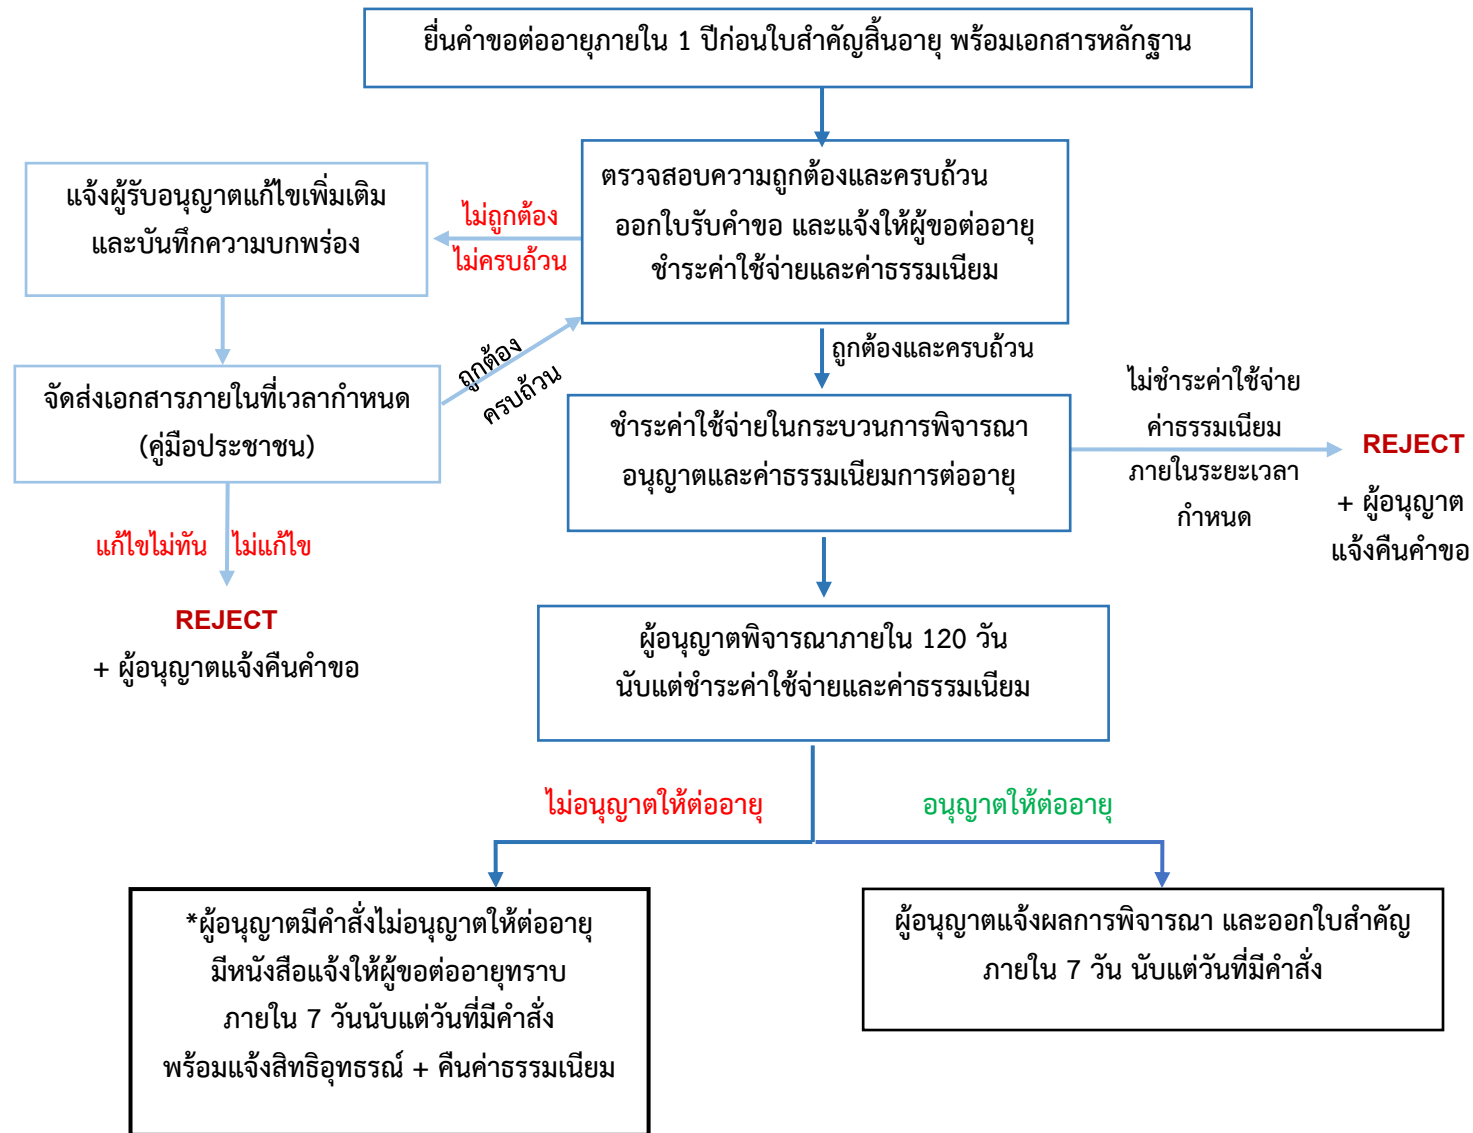 ยื่นคำขอต่ออายุภายใน 1 ปีก่อนใบสำคัญสิ้นอายุ พร้อมเอกสารหลักฐาน
ตรวจสอบความถูกต้องและครบถ้วน
ออกใบรับคำขอ และแจ้งให้ผู้ขอต่ออายุ
ชำระค่าใช้จ่ายและค่าธรรมเนียม
ไม่ถูกต้อง
ไม่ครบถ้วน
แจ้งผู้รับอนุญาตแก้ไขเพิ่มเติม
และบันทึกความบกพร่อง
จัดส่งเอกสารภายในที่เวลากำหนด
(คู่มือประชาชน)
ถูกต้อง
ครบถ้วน
แก้ไขไม่ทัน
ไม่แก้ไข
REJECT
+ ผู้อนุญาตแจ้งคืนคำขอ
ถูกต้องและครบถ้วน
ชำระค่าใช้จ่ายในกระบวนการพิจารณา
อนุญาตและค่าธรรมเนียมการต่ออายุ
ไม่ชำระค่าใช้จ่าย
ค่าธรรมเนียม
ภายในระยะเวลา
กำหนด
REJECT
+ ผู้อนุญาต
แจ้งคืนคำขอ
ผู้อนุญาตพิจารณาภายใน 120 วัน
นับแต่ชำระค่าใช้จ่ายและค่าธรรมเนียม
ไม่อนุญาตให้ต่ออายุ
อนุญาตให้ต่ออายุ
*ผู้อนุญาตมีคำสั่งไม่อนุญาตให้ต่ออายุ
มีหนังสือแจ้งให้ผู้ขอต่ออายุทราบ
ภายใน 7 วันนับแต่วันที่มีคำสั่ง
พร้อมแจ้งสิทธิอุทธรณ์ + คืนค่าธรรมเนียม
ผู้อนุญาตแจ้งผลการพิจารณา และออกใบสำคัญ
ภายใน 7 วัน นับแต่วันที่มีคำสั่ง